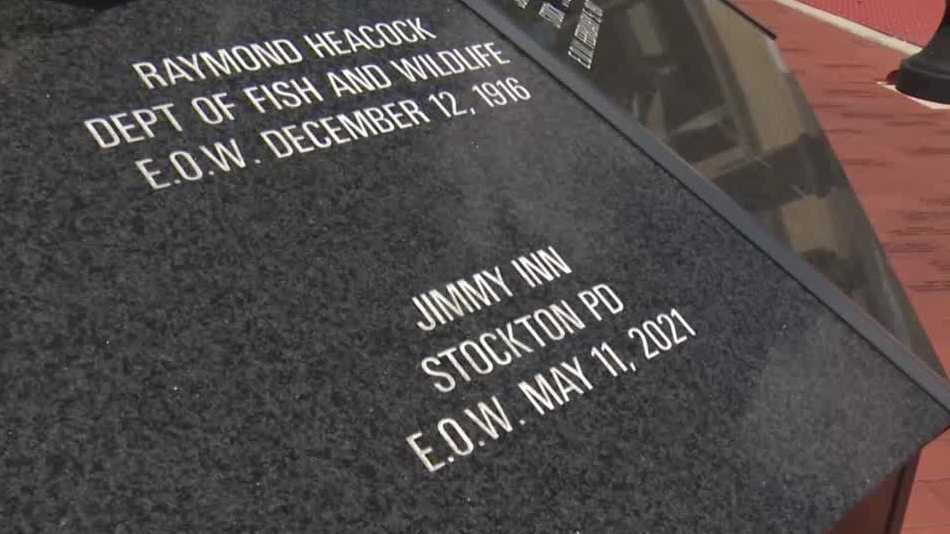 RAYMOND HEACOCK
DEPT OF FISH AND WILDLIFE
E.O.W. DECEMBER 12, 1916
JIMMY INN
STOCKTON PD
E.O.W. MAY 11, 2021